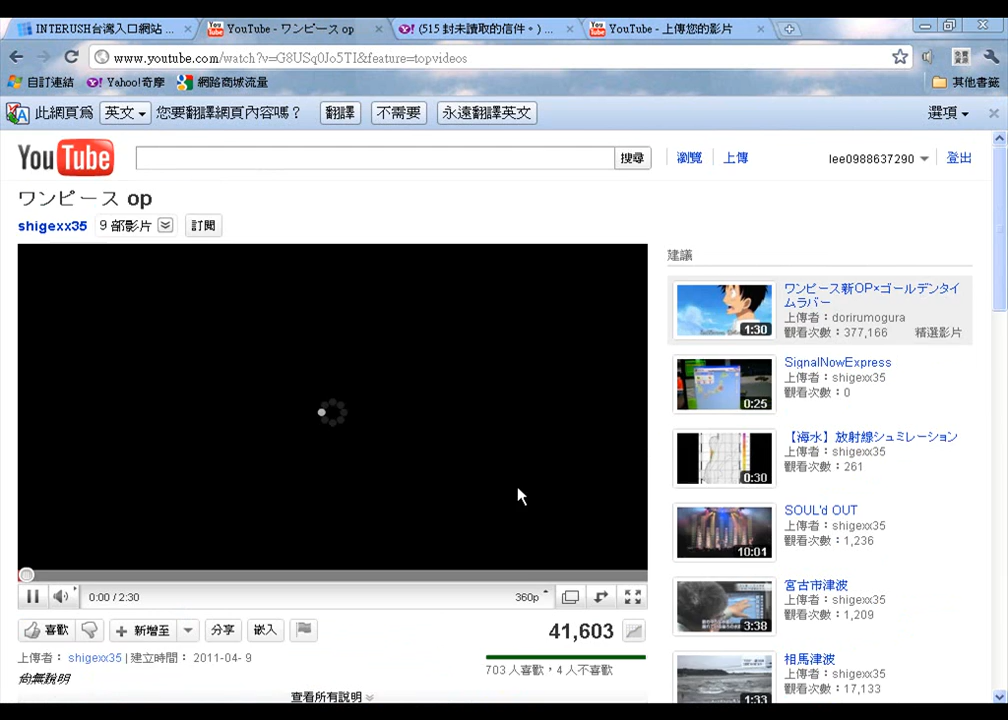 INTERUSH台灣入口網站 ...
YouTube - ワンピース op
(515 封未讀取的信件。) ...
YouTube - 上傳您的影片
www.youtube.com/watch?v=G8USq0Jo5TI&feature=topvideos
自訂連結
Yahoo!奇摩
網路商城流量
其他書籤
此網頁為
英文
您要翻譯網頁內容嗎？
翻譯
不需要
永遠翻譯英文
選項
YouTube
搜尋
瀏覽
上傳
lee0988637290
登出
ワンピース op
shigexx35
9 部影片
訂閱
建議
ワンピース新OP×ゴールデンタイ
ムラバー
上傳者：dorirumogura
觀看次數：377,166
精選影片
1:30
SignalNowExpress
上傳者：shigexx35
觀看次數：0
0:25
【海水】放射線シュミレーション
上傳者：shigexx35
觀看次數：261
0:30
SOUL'd OUT
上傳者：shigexx35
觀看次數：1,236
10:01
宮古市津波
上傳者：shigexx35
觀看次數：1,209
3:38
相馬津波
上傳者：shigexx35
觀看次數：17,133
1:33
0:00 / 2:30
360p
喜歡
新增至
分享
嵌入
41,603
上傳者： shigexx35 | 建立時間： 2011-04- 9
703 人喜歡，4 人不喜歡
尚無說明
查看所有說明